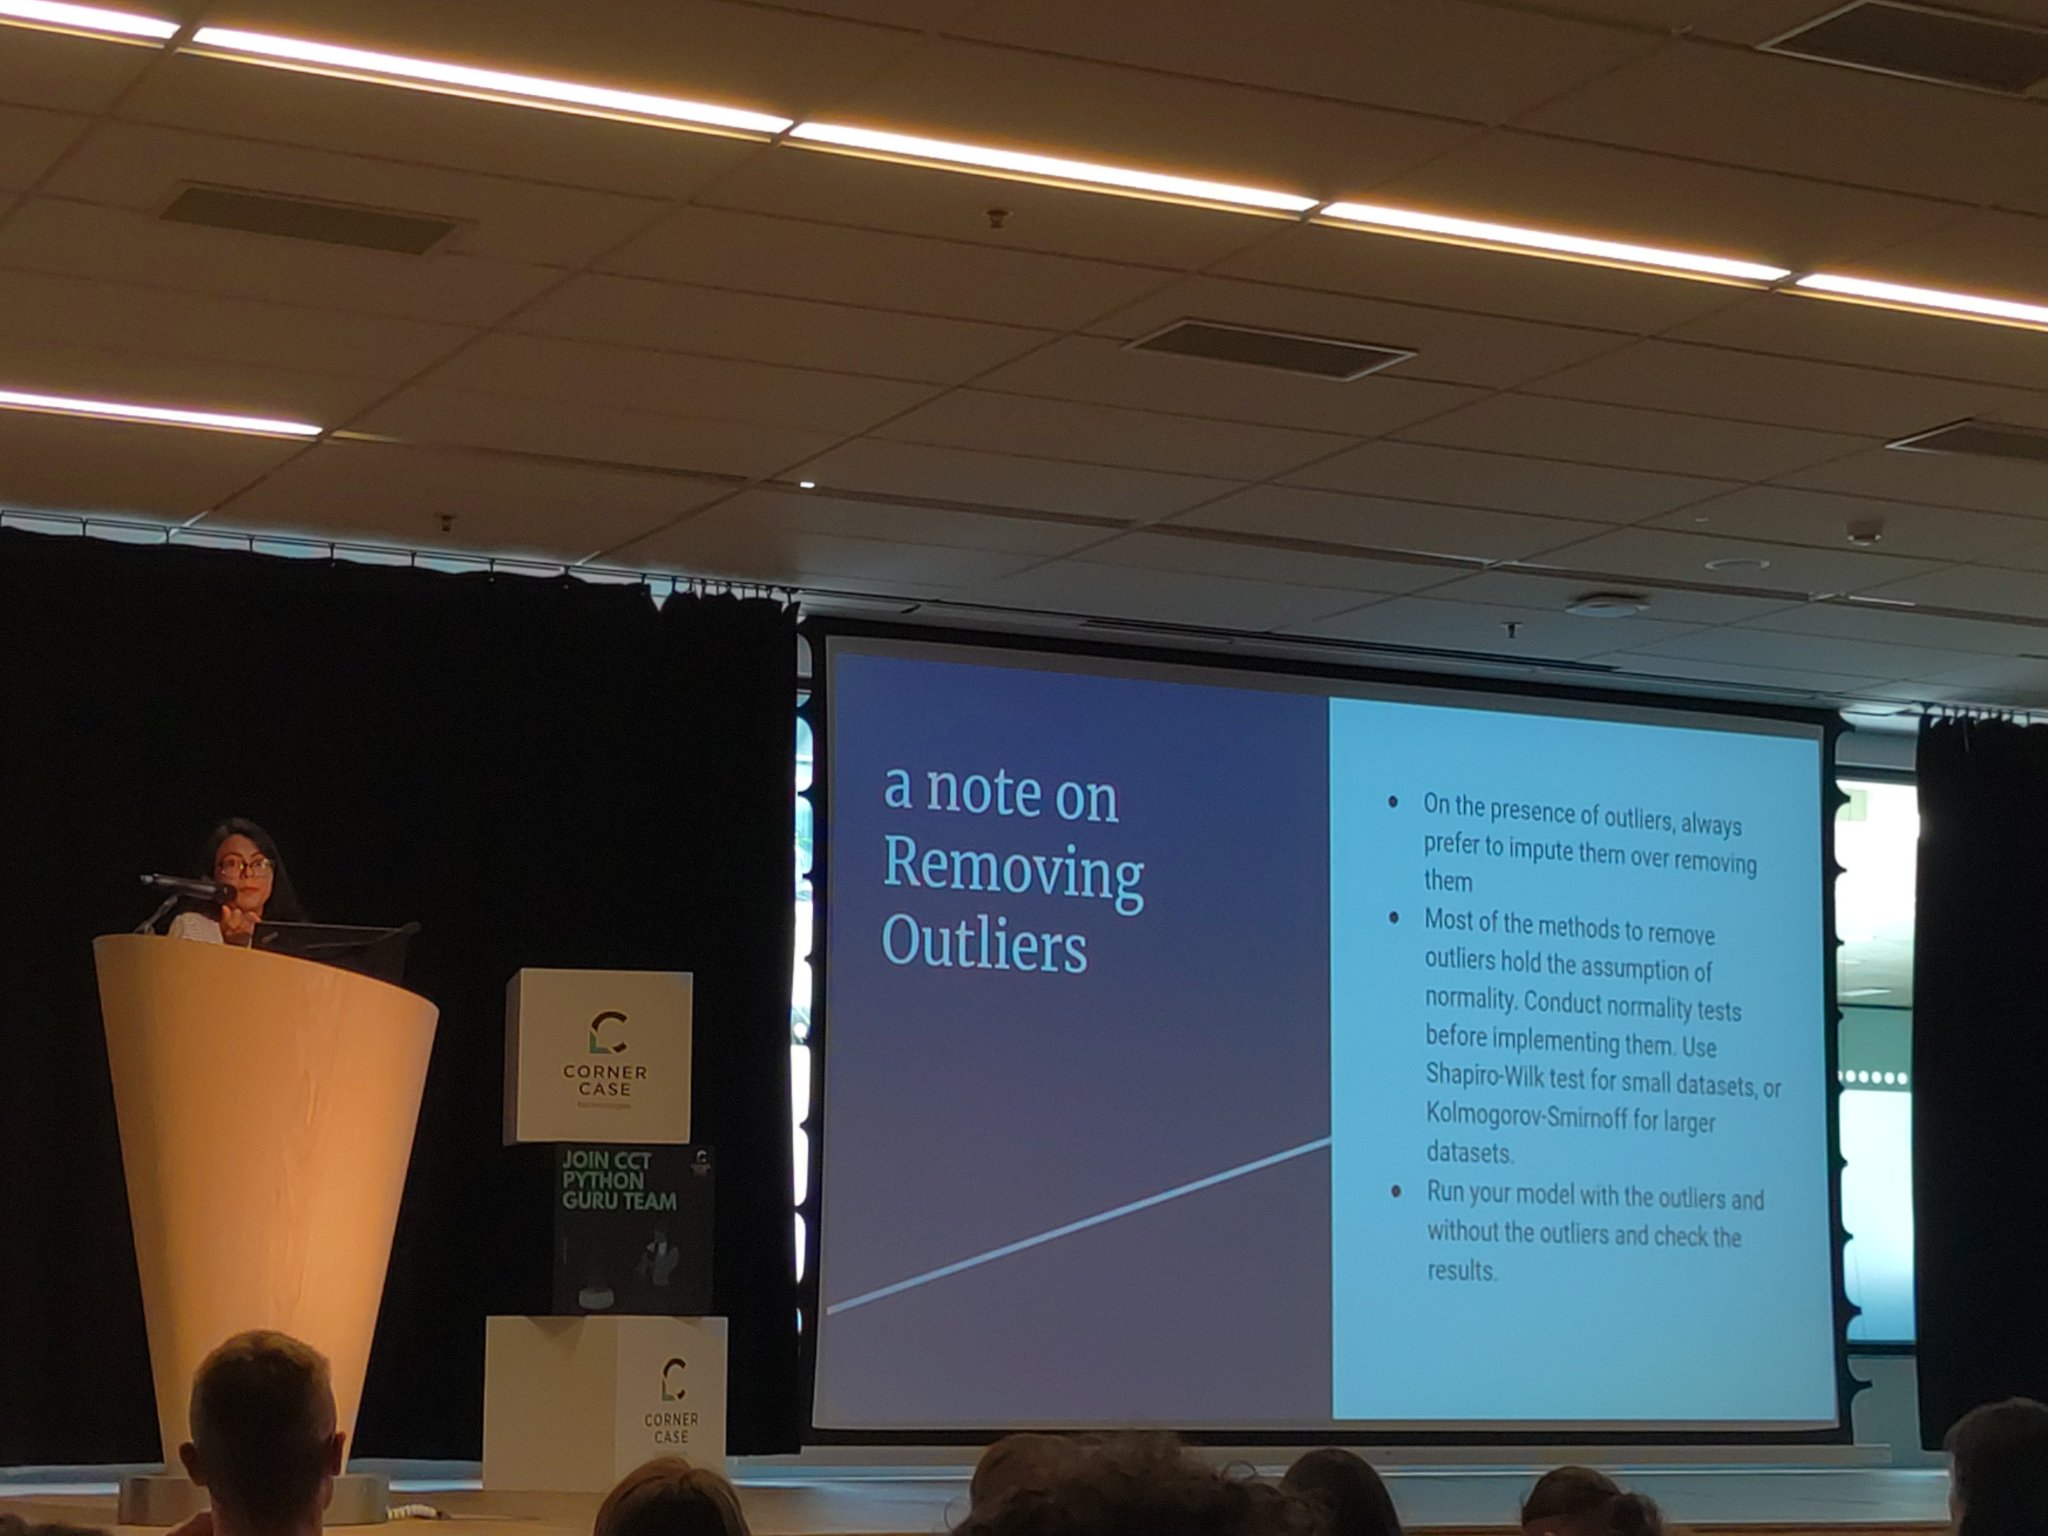 a note on
Removing
Outliers
On the presence of outliers, always
prefer to impute them over removing
them
Most of the methods to remove
outliers hold the assumption of
normality. Conduct normality tests
before implementing them. Use
Shapiro-Wilk test for small datasets, or
Kolmogorov-Smirnoff for larger
datasets.
Run your model with the outliers and
without the outliers and check the
results.
CORNER
CASE
JOIN CCT
PYTHON
GURU TEAM
CORNER
CASE